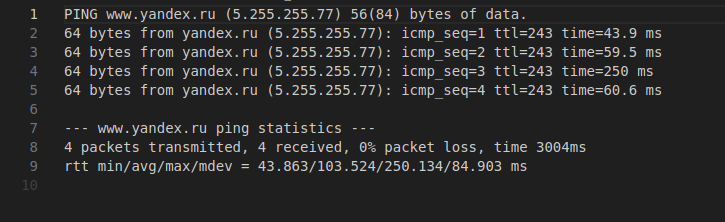 1 PING www.yandex.ru (5.255.255.77) 56(84) bytes of data.
2 64 bytes from yandex.ru (5.255.255.77): icmp_seq=1 ttl=243 time=43.9 ms
3 64 bytes from yandex.ru (5.255.255.77): icmp_seq=2 ttl=243 time=59.5 ms
4 64 bytes from yandex.ru (5.255.255.77): icmp_seq=3 ttl=243 time=250 ms
5 64 bytes from yandex.ru (5.255.255.77): icmp_seq=4 ttl=243 time=60.6 ms
6
7 --- www.yandex.ru ping statistics ---
8 4 packets transmitted, 4 received, 0% packet loss, time 3004ms
9 rtt min/avg/max/mdev = 43.863/103.524/250.134/84.903 ms
10